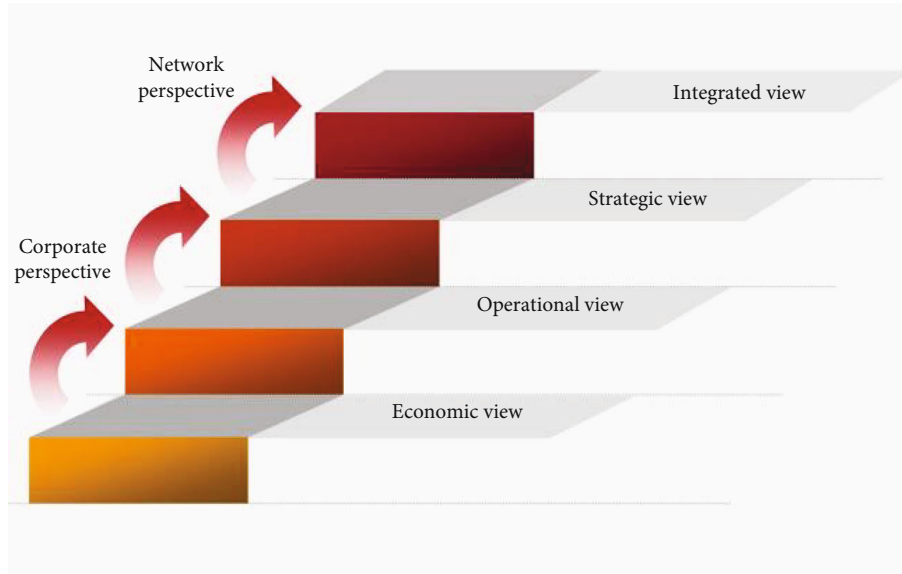 Network
perspective
Integrated view
Strategic view
Corporate
perspective
Operational view
Economic view